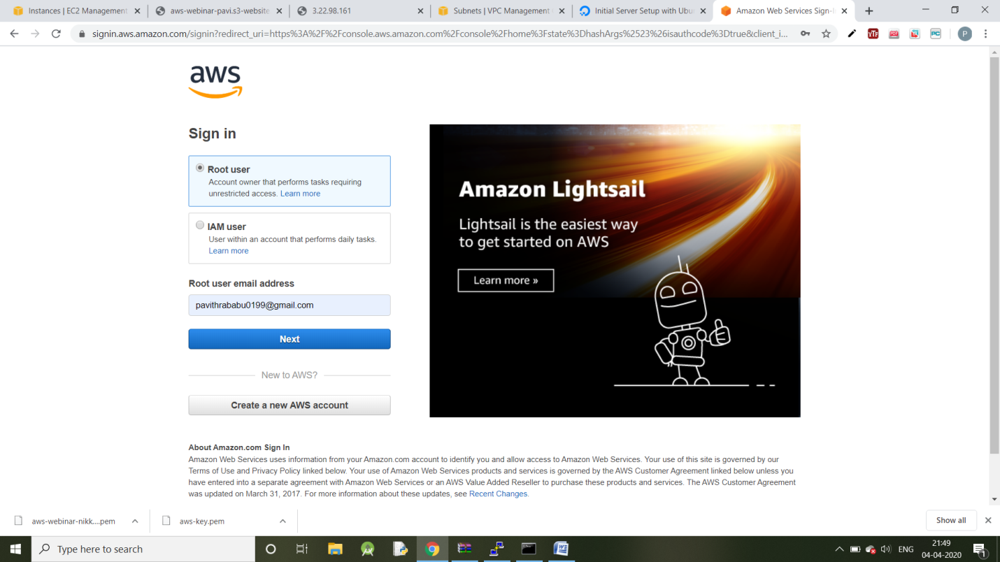 Instances | EC2 Management
aws-webinar-pavi.s3-website
3.22.98.161
Subnets | VPC Management
Initial Server Setup with Ubu
Amazon Web Services Sign-I
signin.aws.amazon.com/signin?redirect_uri=https%3A%2F%2Fconsole.aws.amazon.com%2Fconsole%2Fhome%3Fstate%3DhashArgs%2523%26isauthcode%3Dtrue&client_i...
YTF
PDF
PC
P
aws
Sign in
Root user
Account owner that performs tasks requiring
unrestricted access. Learn more
IAM user
User within an account that performs daily tasks.
Learn more
Root user email address
pavithrababu0199@gmail.com
Next
New to AWS?
Create a new AWS account
Amazon Lightsail
Lightsail is the easiest way
to get started on AWS
Learn more »
About Amazon.com Sign In
Amazon Web Services uses information from your Amazon.com account to identify you and allow access to Amazon Web Services. Your use of this site is governed by our
Terms of Use and Privacy Policy linked below. Your use of Amazon Web Services products and services is governed by the AWS Customer Agreement linked below unless you
have entered into a separate agreement with Amazon Web Services or an AWS Value Added Reseller to purchase these products and services. The AWS Customer Agreement
was updated on March 31, 2017. For more information about these updates, see Recent Changes.
aws-webinar-nikk....pem
aws-key.pem
Show all
Type here to search
W
ENG
21:49
04-04-2020
1